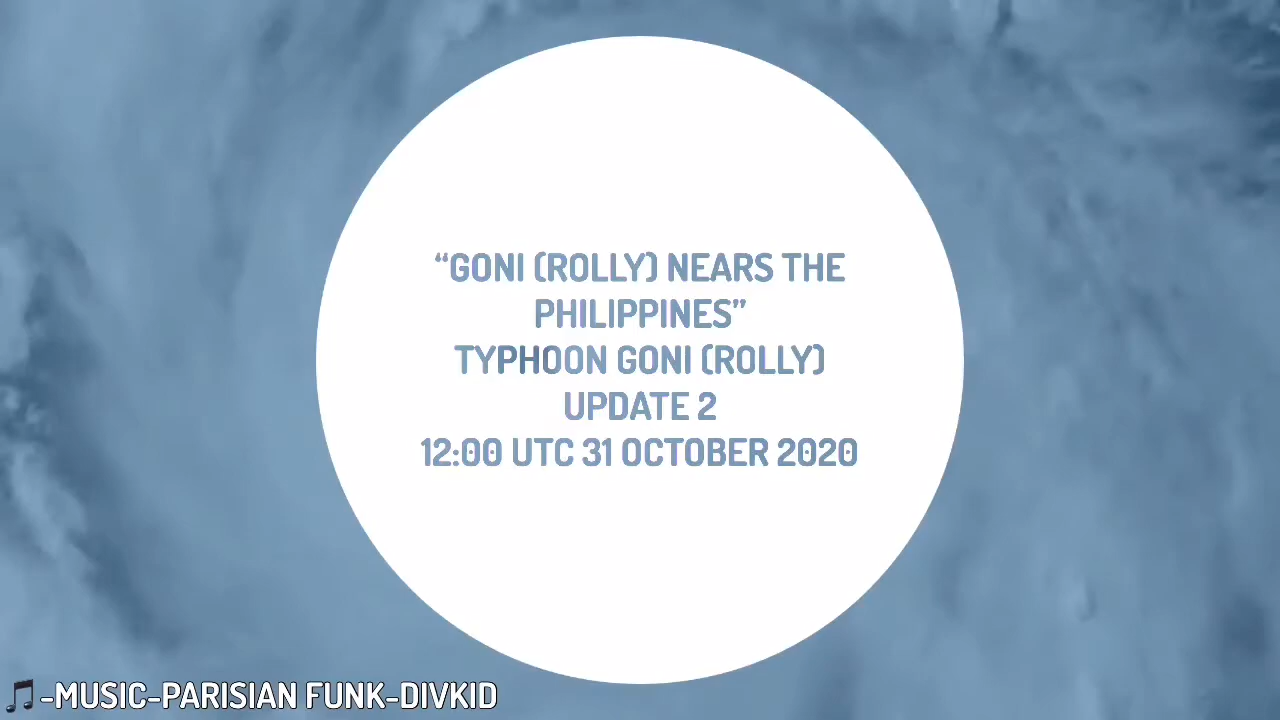 “GONI (ROLLY) NEARS THE
PHILIPPINES”
TYPHOON GONI (ROLLY)
UPDATE 2
12:00 UTC 31 OCTOBER 2020
🎵-MUSIC-PARISIAN FUNK-DIVKID